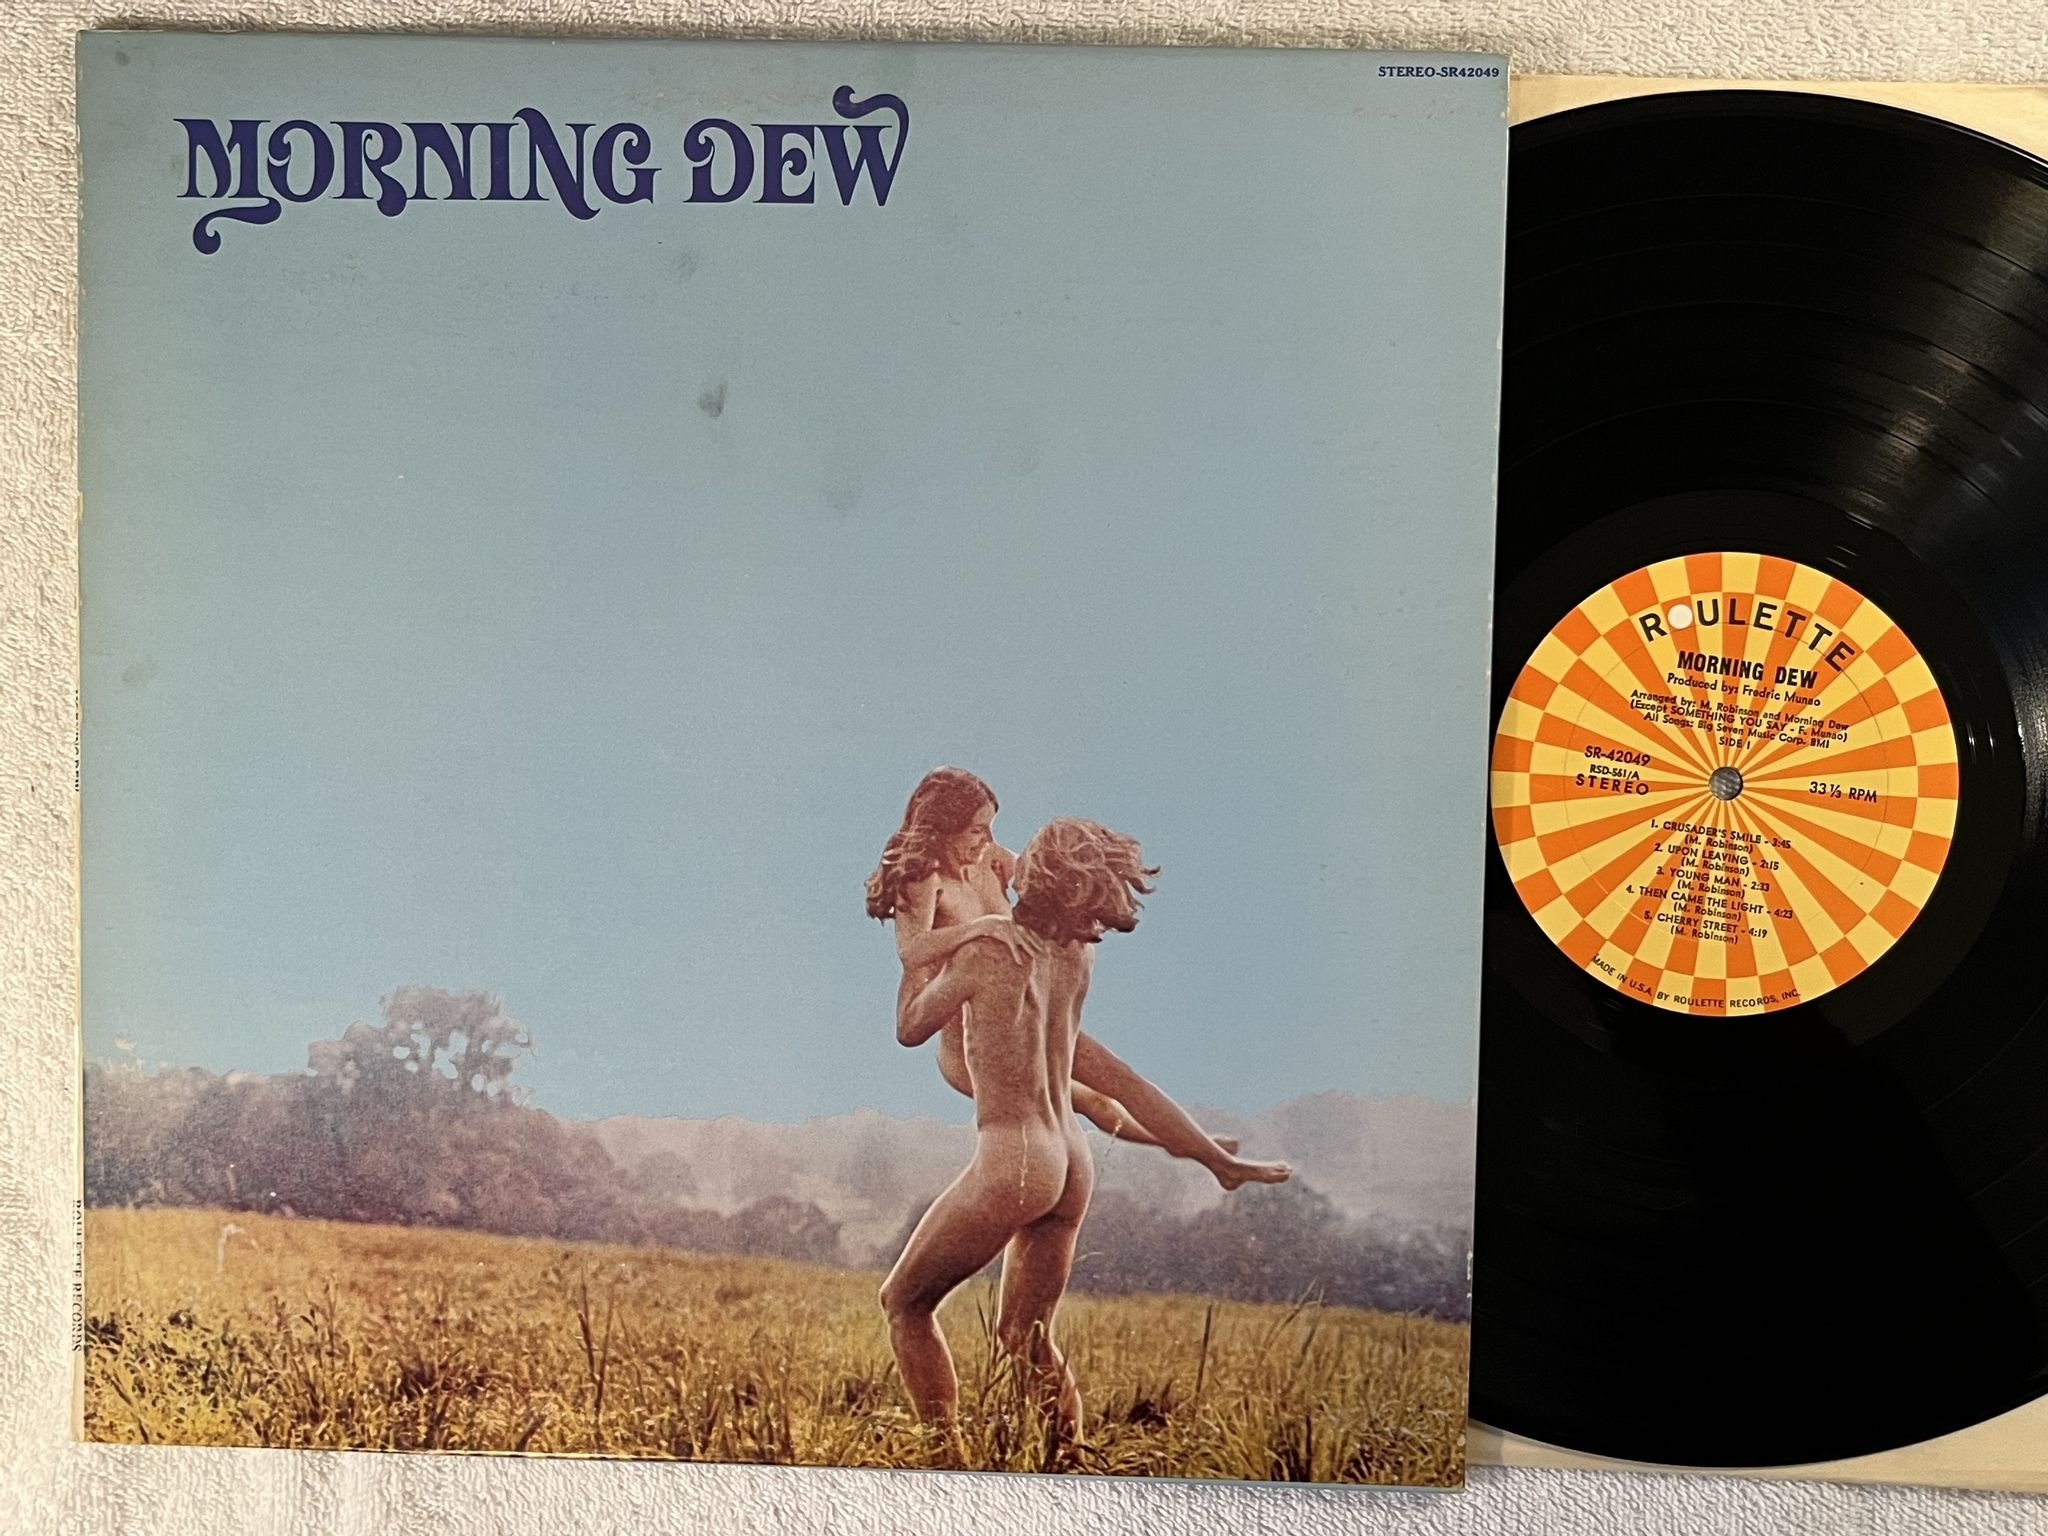 STEREO-SR42049
MORNING DEW
ROULETTE RECORDS
ROULETTE
MORNING DEW
Produced by: Fredric Munao
Arranged by: M. Robinson and Morning Dew
(Except SOMETHING YOU SAY - F. Munao)
All Songs: Big Seven Music Corp. BMI
SIDE 1
SR-42049
RSD-561/A
STEREO
33 1/3 RPM
1. CRUSADER'S SMILE - 3:45
(M. Robinson)
2. UPON LEAVING - 2:15
(M. Robinson)
3. YOUNG MAN - 2:33
(M. Robinson)
4. THEN CAME THE LIGHT - 4:23
(M. Robinson)
5. CHERRY STREET - 4:19
(M. Robinson)
MADE IN U.S.A. BY ROULETTE RECORDS, INC.